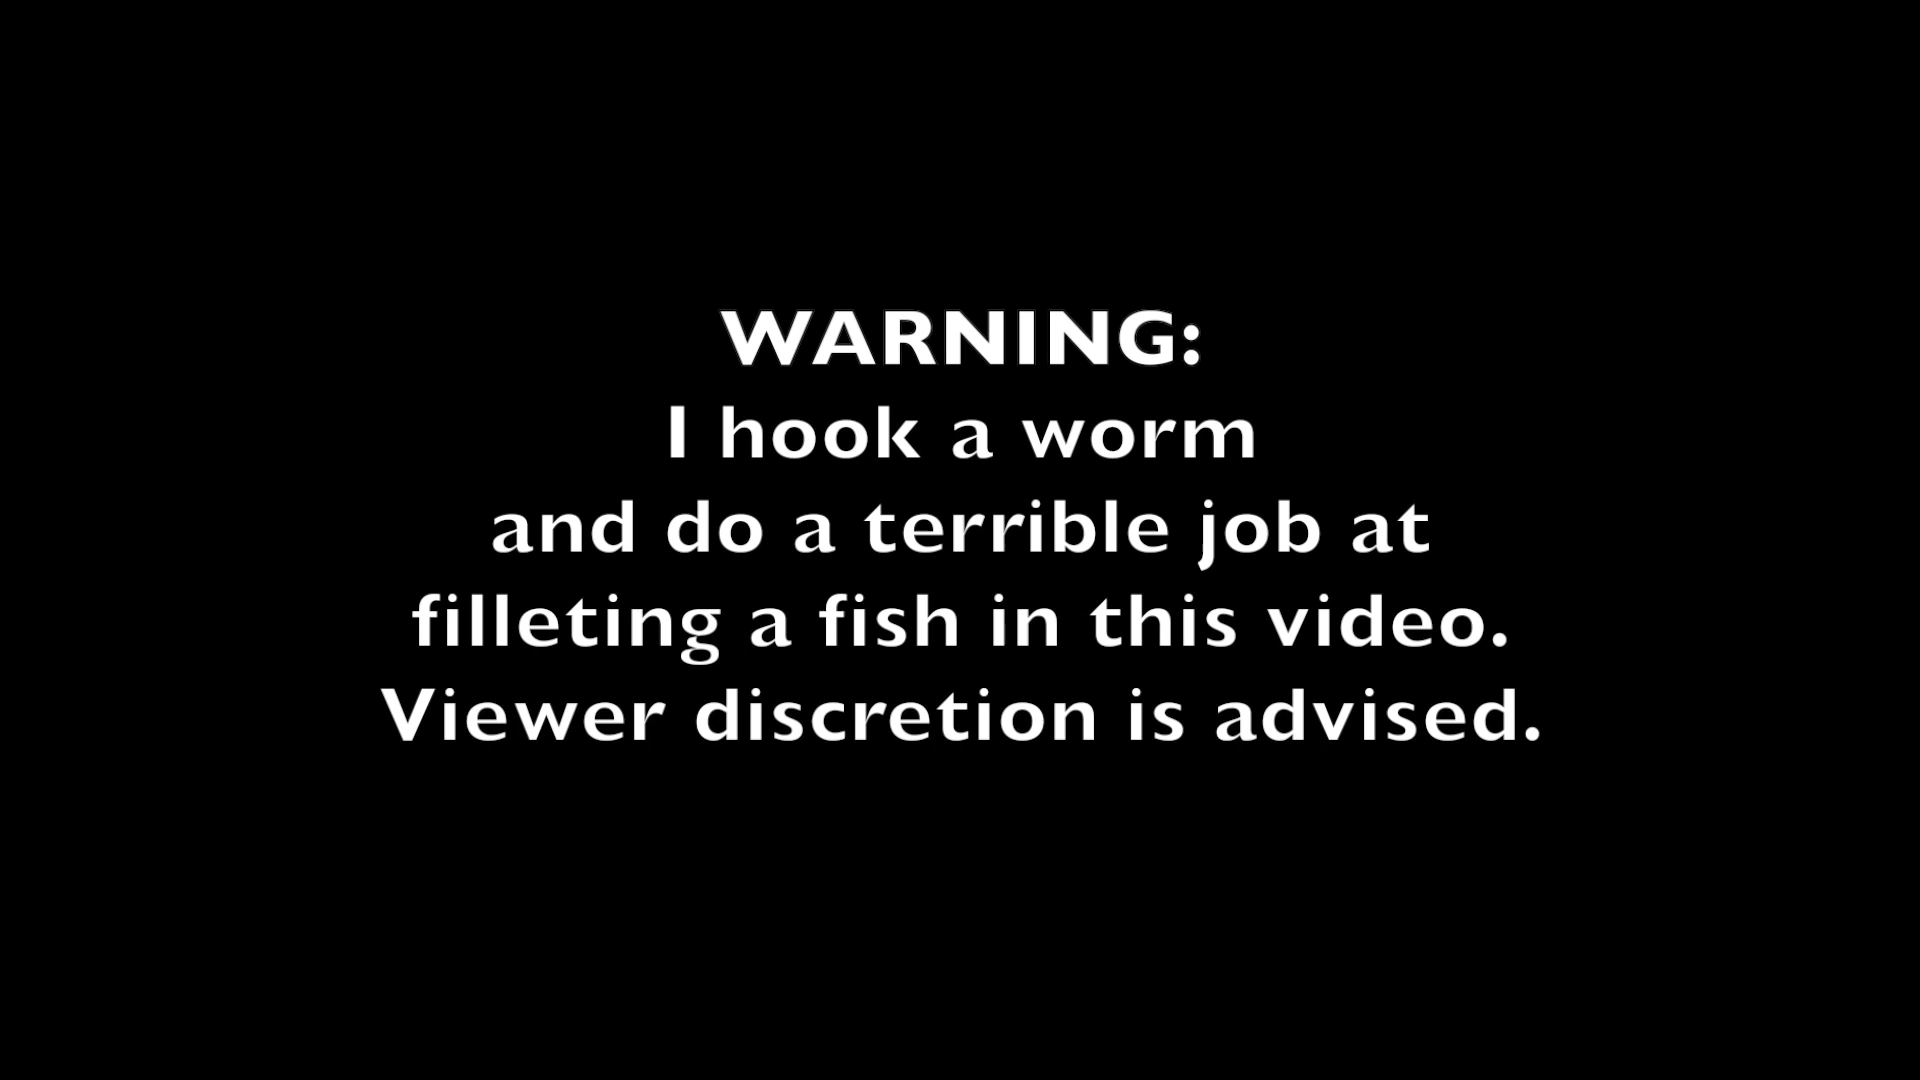 WARNING:
I hook a worm
and do a terrible job at
filleting a fish in this video.
Viewer discretion is advised.